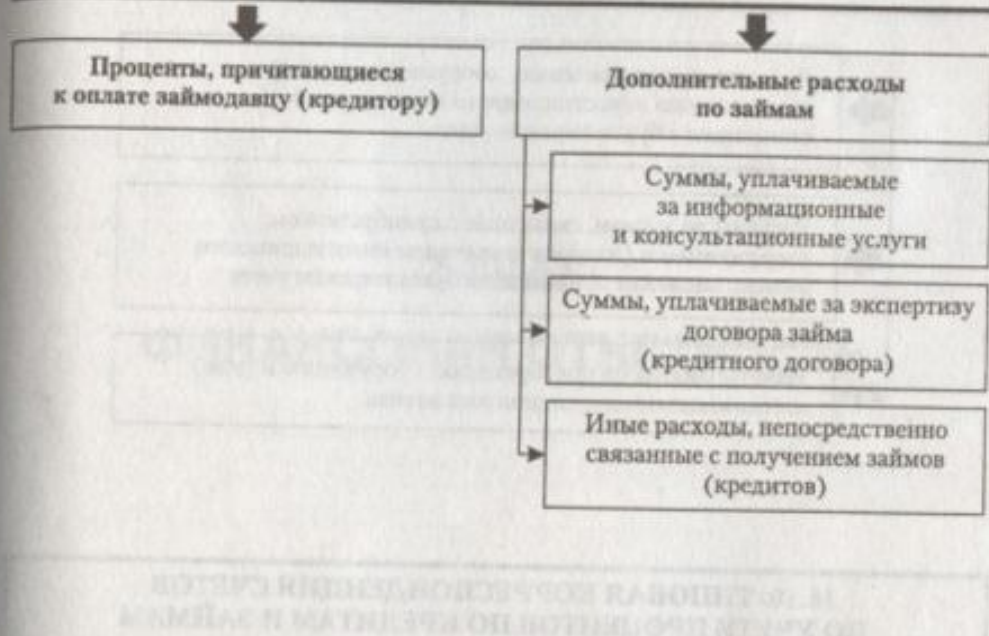 Проценты, причитающиеся
к оплате займодавцу (кредитору)
Дополнительные расходы
по займам
Суммы, уплачиваемые
за информационные
и консультационные услуги
Суммы, уплачиваемые за экспертизу
договора займа
(кредитного договора)
Иные расходы, непосредственно
связанные с получением займов
(кредитов)